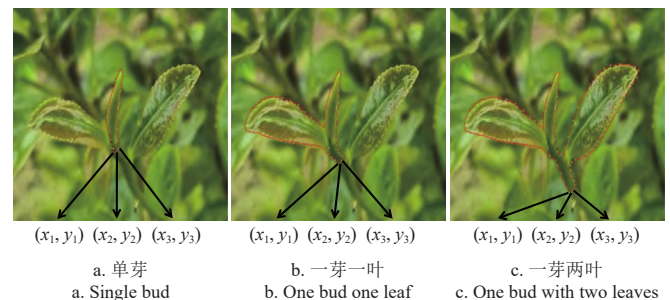 (x₁, y₁) (x₂, y₂) (x₃, y₃) (x₁, y₁) (x₂, y₂) (x₃, y₃) (x₁, y₁) (x₂, y₂) (x₃, y₃)
a. 单芽 b. 一芽一叶 c. 一芽两叶
a. Single bud b. One bud one leaf c. One bud with two leaves